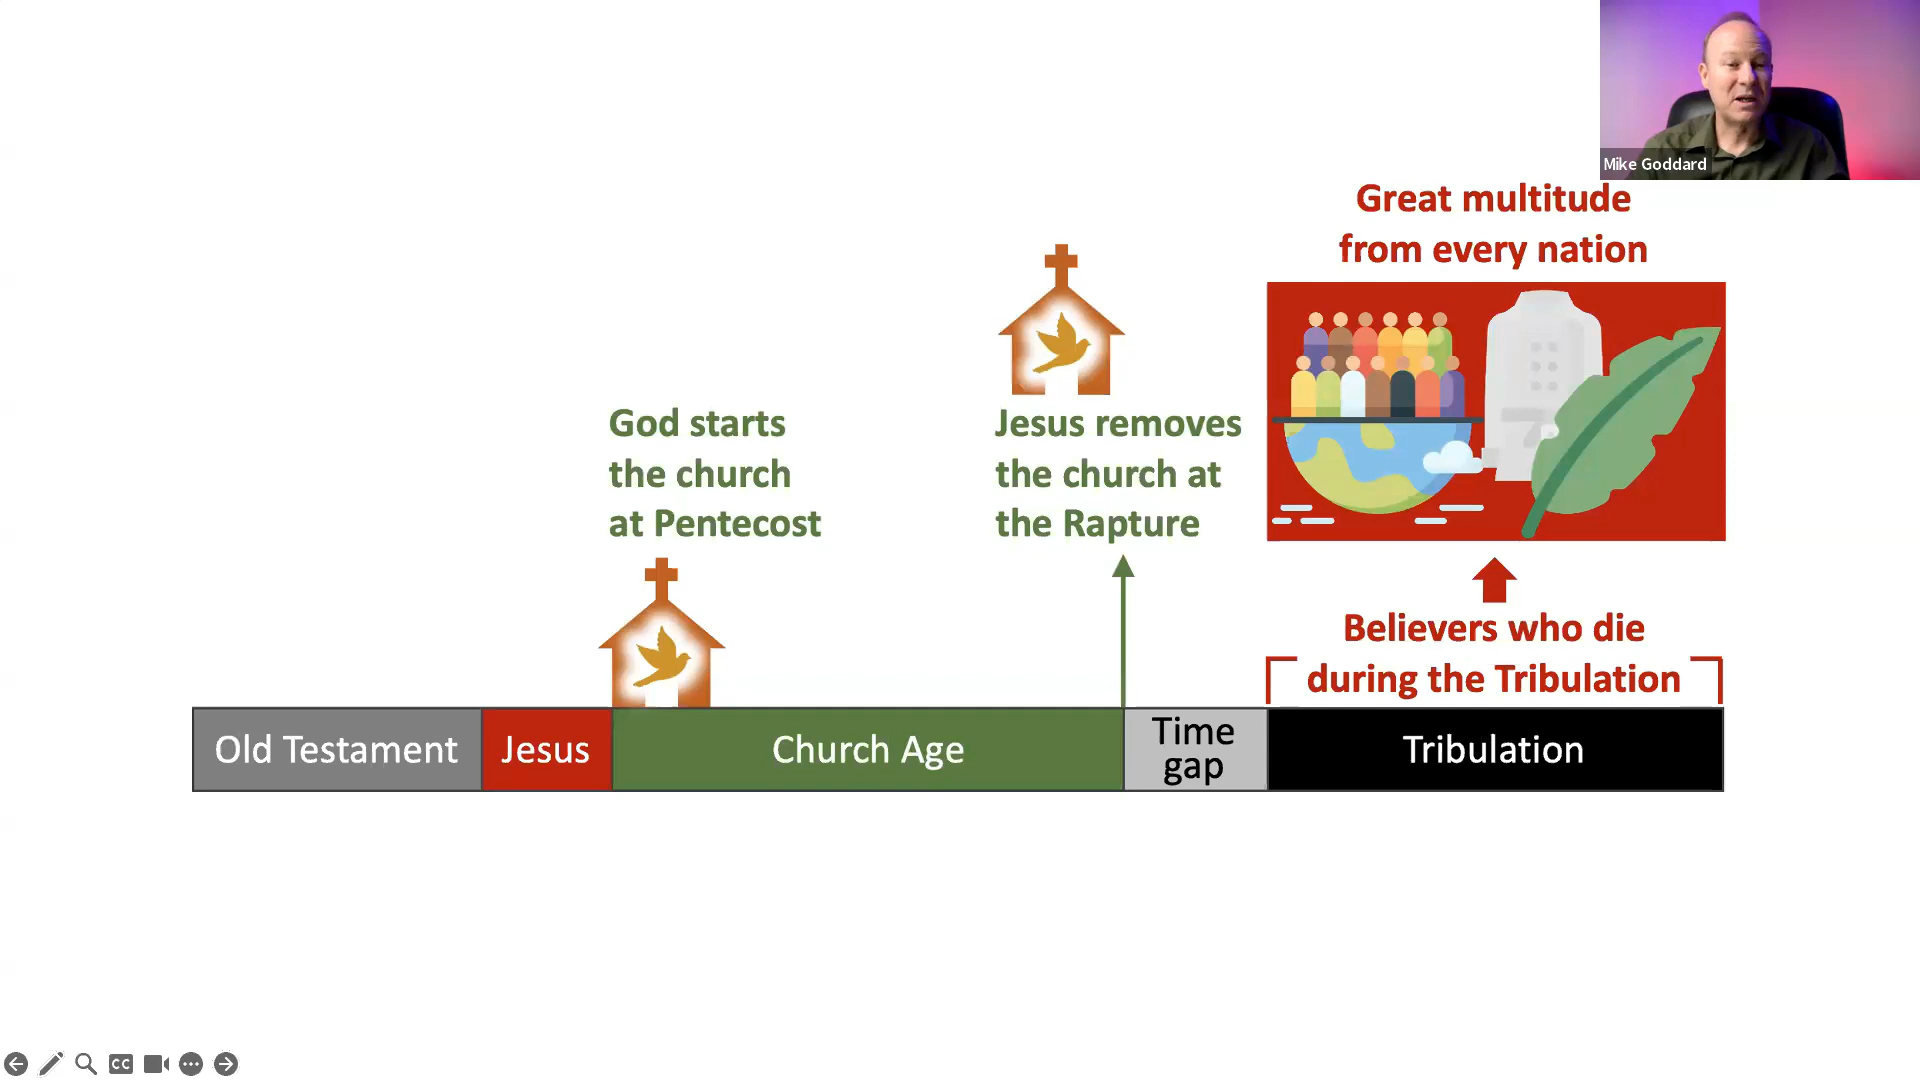 Mike Goddard
Great multitude
from every nation
God starts
the church
at Pentecost
Jesus removes
the church at
the Rapture
Believers who die
during the Tribulation
Old Testament
Jesus
Church Age
Time
gap
Tribulation
CC